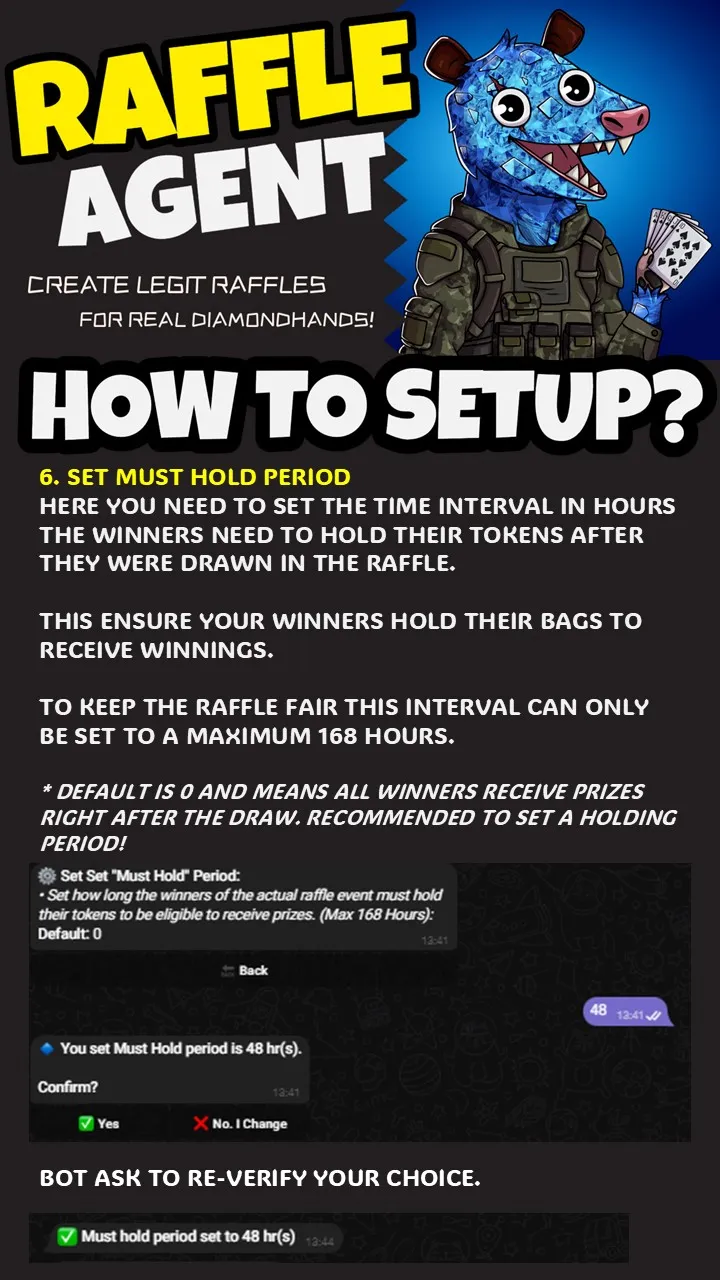 RAFFLE
AGENT
CREATE LEGIT RAFFLES
FOR REAL DIAMONDHANDS!
HOW TO SETUP?
6. SET MUST HOLD PERIOD
HERE YOU NEED TO SET THE TIME INTERVAL IN HOURS
THE WINNERS NEED TO HOLD THEIR TOKENS AFTER
THEY WERE DRAWN IN THE RAFFLE.
THIS ENSURE YOUR WINNERS HOLD THEIR BAGS TO
RECEIVE WINNINGS.
TO KEEP THE RAFFLE FAIR THIS INTERVAL CAN ONLY
BE SET TO A MAXIMUM 168 HOURS.
* DEFAULT IS 0 AND MEANS ALL WINNERS RECEIVE PRIZES
RIGHT AFTER THE DRAW. RECOMMENDED TO SET A HOLDING
PERIOD!
Set Set "Must Hold" Period:
• Set how long the winners of the actual raffle event must hold
their tokens to be eligible to receive prizes. (Max 168 Hours):
Default: 0
13:41
Back
48 13:41
You set Must Hold period is 48 hr(s).
Confirm?
13:41
Yes
No. I Change
BOT ASK TO RE-VERIFY YOUR CHOICE.
Must hold period set to 48 hr(s) 13:44